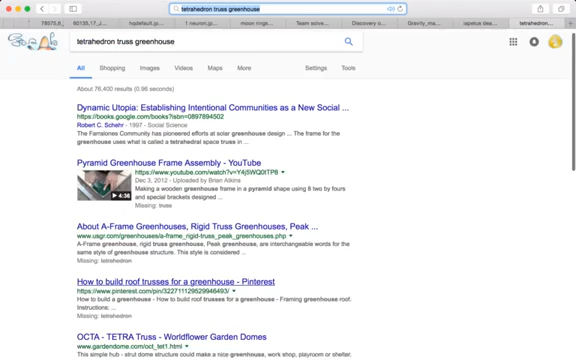 tetrahedron truss greenhouse
78575.8_
60135.17_J
hqdefault.jp...
1 neuron.jp...
moon rings...
Team solve...
Discovery o...
Gravity_ma...
iapetus idea...
tetrahedron...
tetrahedron truss greenhouse
All Shopping Images Videos Maps More Settings Tools
About 76,400 results (0.96 seconds)
Dynamic Utopia: Establishing Intentional Communities as a New Social ...
https://books.google.com/books?isbn=0897894502
Robert C. Schehr - 1997 - Social Science
The Farralones Community has pioneered efforts at solar greenhouse design ... The frame for the
greenhouse uses what is called a tetrahedral space truss in ...
Pyramid Greenhouse Frame Assembly - YouTube
https://www.youtube.com/watch?v=Y4j5WQ0tTP8
Dec 3, 2012 - Uploaded by Brian Atkins
Making a wooden greenhouse frame in a pyramid shape using 8 two by fours
and special brackets designed ...
4:36
Missing: truss
About A-Frame Greenhouses, Rigid Truss Greenhouses, Peak ...
www.usgr.com/greenhouses/a-frame_rigid-truss_peak_greenhouses.php
A-Frame greenhouse, rigid truss greenhouse, Peak greenhouse, are interchangeable words for the
same style of greenhouse structure. This style is considered ...
Missing: tetrahedron
How to build roof trusses for a greenhouse - Pinterest
https://www.pinterest.com/pin/322711129529946493/
How to build a greenhouse - How to build roof trusses for greenhouse - Framing greenhouse roof.
Instructions: ...
Missing: tetrahedron
OCTA - TETRA Truss - Worldflower Garden Domes
www.gardendome.com/oct_tet1.html
This simple hub - strut dome structure could make a nice greenhouse, work shop, playroom or shelter.